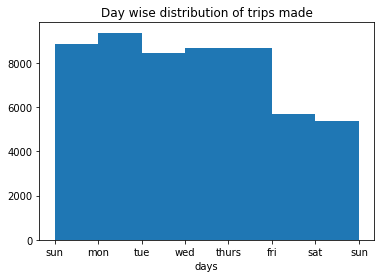 Day wise distribution of trips made
8000
6000
4000
2000
0
sun mon tue wed thurs fri sat sun
days